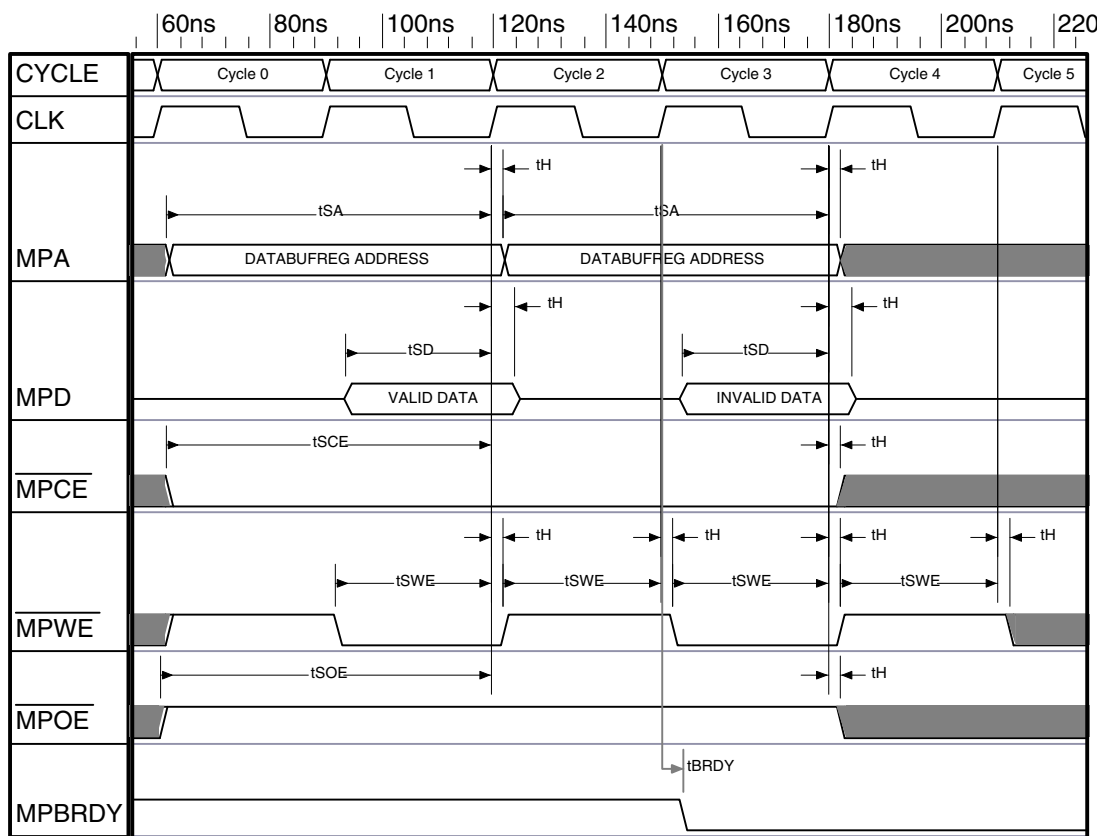 60ns 80ns 100ns 120ns 140ns 160ns 180ns 200ns 220
CYCLE Cycle 0 Cycle 1 Cycle 2 Cycle 3 Cycle 4 Cycle 5
CLK
tH tH
tSA tSA
MPA DATABUFREG ADDRESS DATABUFREG ADDRESS
tH tH
tSD tSD
MPD VALID DATA INVALID DATA
tSCE tH
MPCE
tH tH tH tH
tSWE tSWE tSWE tSWE
MPWE
tSOE tH
MPOE
tBRDY
MPBRDY